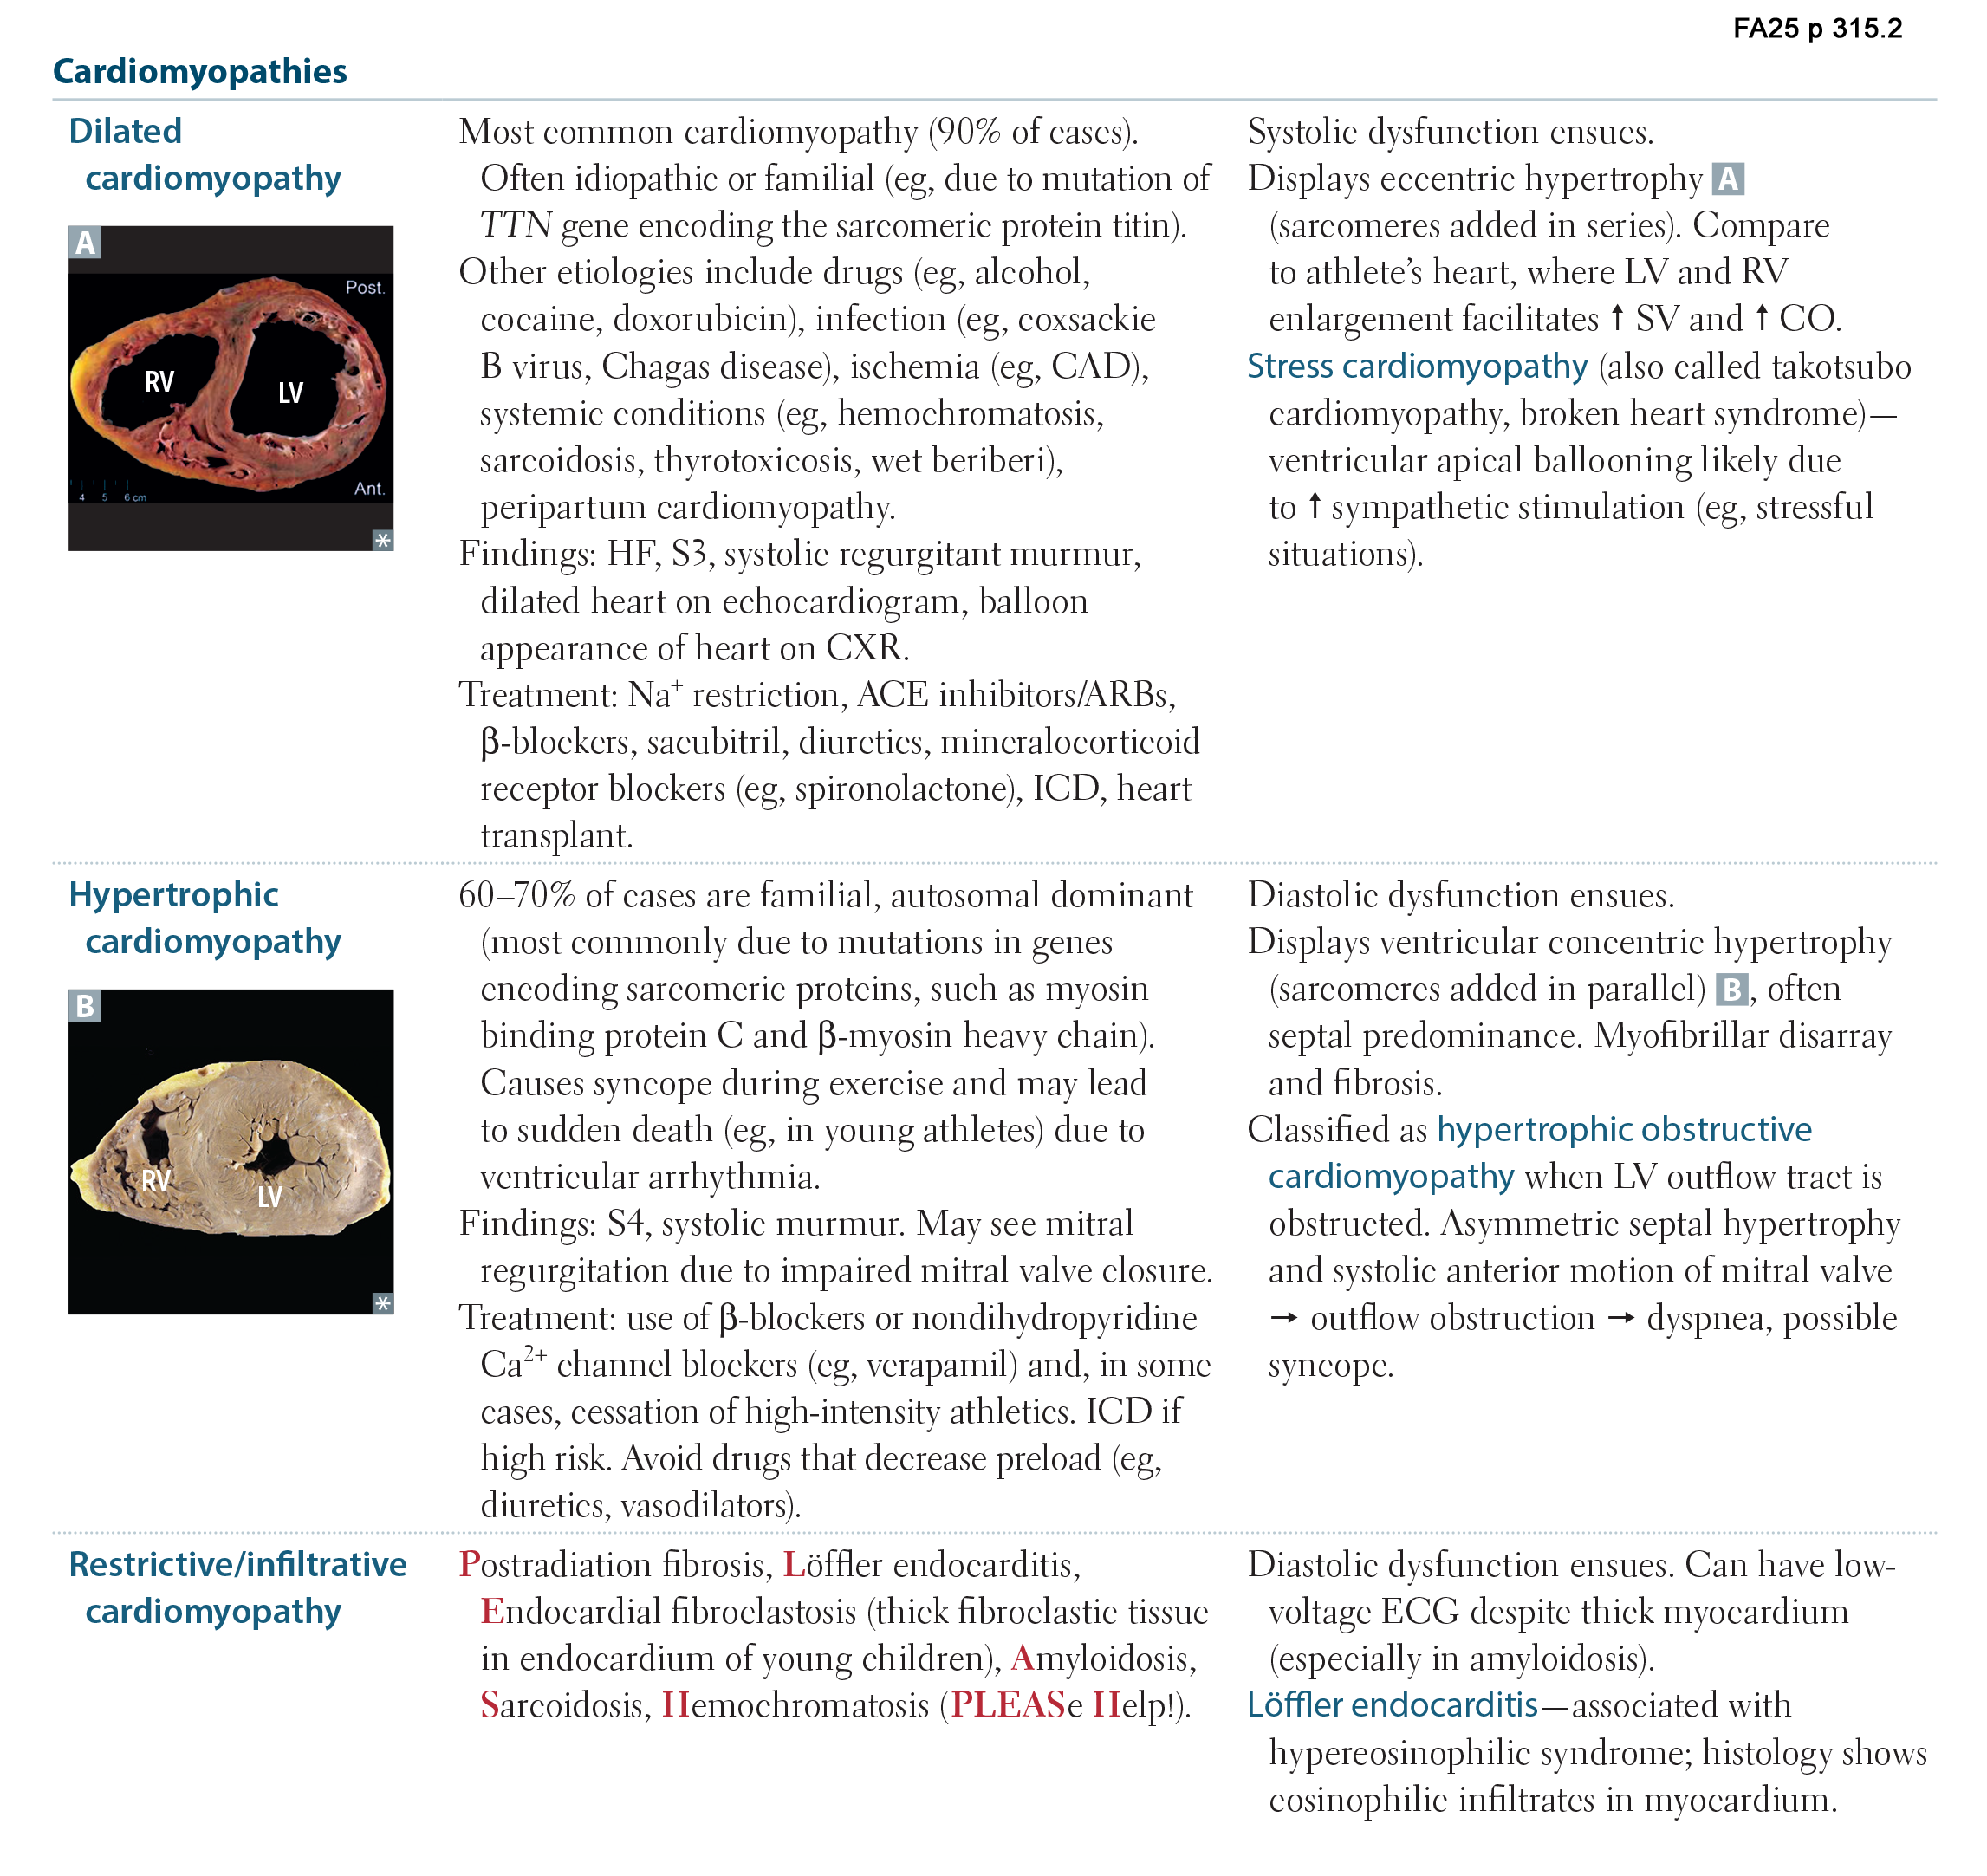 FA25 p 315.2
Cardiomyopathies
Dilated
cardiomyopathy
A
Post.
RV
LV
Ant.
4 5 6 cm
*
Most common cardiomyopathy (90% of cases).
Often idiopathic or familial (eg, due to mutation of
TTN gene encoding the sarcomeric protein titin).
Other etiologies include drugs (eg, alcohol,
cocaine, doxorubicin), infection (eg, coxsackie
B virus, Chagas disease), ischemia (eg, CAD),
systemic conditions (eg, hemochromatosis,
sarcoidosis, thyrotoxicosis, wet beriberi),
peripartum cardiomyopathy.
Findings: HF, S3, systolic regurgitant murmur,
dilated heart on echocardiogram, balloon
appearance of heart on CXR.
Treatment: Na⁺ restriction, ACE inhibitors/ARBs,
β-blockers, sacubitril, diuretics, mineralocorticoid
receptor blockers (eg, spironolactone), ICD, heart
transplant.
Systolic dysfunction ensues.
Displays eccentric hypertrophy A
(sarcomeres added in series). Compare
to athlete’s heart, where LV and RV
enlargement facilitates ↑ SV and ↑ CO.
Stress cardiomyopathy (also called takotsubo
cardiomyopathy, broken heart syndrome)—
ventricular apical ballooning likely due
to ↑ sympathetic stimulation (eg, stressful
situations).
Hypertrophic
cardiomyopathy
B
RV
LV
*
60–70% of cases are familial, autosomal dominant
(most commonly due to mutations in genes
encoding sarcomeric proteins, such as myosin
binding protein C and β-myosin heavy chain).
Causes syncope during exercise and may lead
to sudden death (eg, in young athletes) due to
ventricular arrhythmia.
Findings: S4, systolic murmur. May see mitral
regurgitation due to impaired mitral valve closure.
Treatment: use of β-blockers or nondihydropyridine
Ca²⁺ channel blockers (eg, verapamil) and, in some
cases, cessation of high-intensity athletics. ICD if
high risk. Avoid drugs that decrease preload (eg,
diuretics, vasodilators).
Diastolic dysfunction ensues.
Displays ventricular concentric hypertrophy
(sarcomeres added in parallel) B, often
septal predominance. Myofibrillar disarray
and fibrosis.
Classified as hypertrophic obstructive
cardiomyopathy when LV outflow tract is
obstructed. Asymmetric septal hypertrophy
and systolic anterior motion of mitral valve
→ outflow obstruction → dyspnea, possible
syncope.
Restrictive/infiltrative
cardiomyopathy
Postradiation fibrosis, Löffler endocarditis,
Endocardial fibroelastosis (thick fibroelastic tissue
in endocardium of young children), Amyloidosis,
Sarcoidosis, Hemochromatosis (PLEASe Help!).
Diastolic dysfunction ensues. Can have low-
voltage ECG despite thick myocardium
(especially in amyloidosis).
Löffler endocarditis—associated with
hypereosinophilic syndrome; histology shows
eosinophilic infiltrates in myocardium.